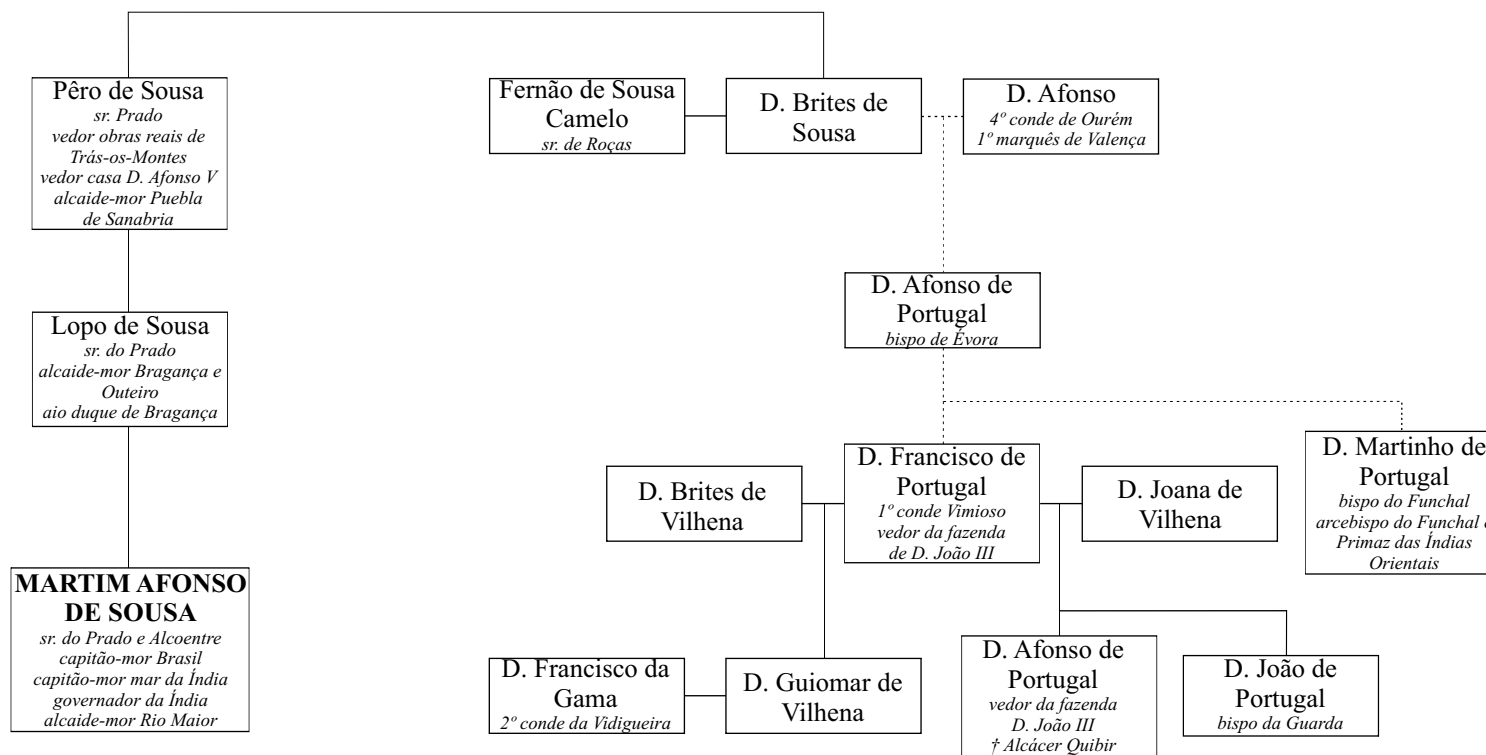 Pêro de Sousa
sr. Prado
vedor obras reais de
Trás-os-Montes
vedor casa D. Afonso V
alcaide-mor Puebla
de Sanabria
Fernão de Sousa
Camelo
sr. de Roças
D. Brites de
Sousa
D. Afonso
4º conde de Ourém
1º marquês de Valença
Lopo de Sousa
sr. do Prado
alcaide-mor Bragança e
Outeiro
aio duque de Bragança
D. Afonso de
Portugal
bispo de Évora
D. Brites de
Vilhena
D. Francisco de
Portugal
1º conde Vimioso
vedor da fazenda
de D. João III
D. Joana de
Vilhena
D. Martinho de
Portugal
bispo do Funchal
arcebispo do Funchal e
Primaz das Índias
Orientais
MARTIM AFONSO
DE SOUSA
sr. do Prado e Alcoentre
capitão-mor Brasil
capitão-mor mar da Índia
governador da Índia
alcaide-mor Rio Maior
D. Francisco da
Gama
2º conde da Vidigueira
D. Guiomar de
Vilhena
D. Afonso de
Portugal
vedor da fazenda
D. João III
† Alcácer Quibir
D. João de
Portugal
bispo da Guarda